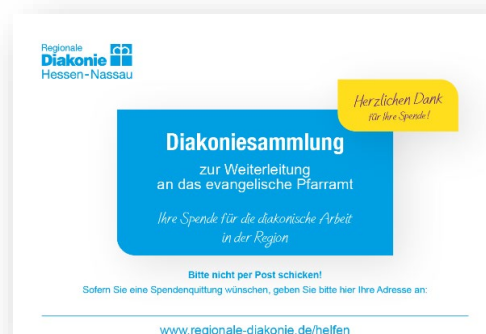 Regionale
Diakonie
Hessen-Nassau
Herzlichen Dank
für Ihre Spende!
Diakoniesammlung
zur Weiterleitung
an das evangelische Pfarramt
Ihre Spende für die diakonische Arbeit
in der Region
Bitte nicht per Post schicken!
Sofern Sie eine Spendenquittung wünschen, geben Sie bitte hier Ihre Adresse an:
www.regionale-diakonie.de/helfen